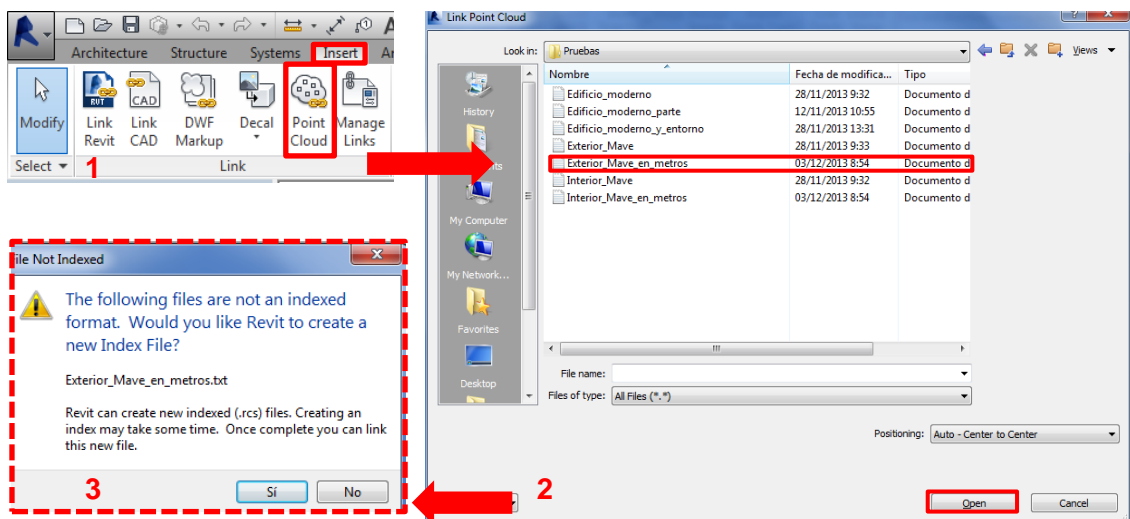 Architecture Structure Systems Insert
Modify
Link Revit
Link CAD
DWF Markup
Decal
Point Cloud
Manage Links
Select
Link
1
Link Point Cloud
Look in: Pruebas
Views
Nombre Fecha de modifica... Tipo
Edificio_moderno 28/11/2013 9:32 Documento d
Edificio_moderno_parte 12/11/2013 10:55 Documento d
Edificio_moderno_y_entorno 28/11/2013 13:31 Documento d
Exterior_Mave 28/11/2013 9:33 Documento d
Exterior_Mave_en_metros 03/12/2013 8:54 Documento d
Interior_Mave 28/11/2013 9:32 Documento d
Interior_Mave_en_metros 03/12/2013 8:54 Documento d
History
My Computer
My Network...
Favorites
Desktop
File name:
Files of type: All Files (*.*)
Positioning: Auto - Center to Center
2
Open Cancel
ile Not Indexed
The following files are not an indexed
format. Would you like Revit to create a
new Index File?
Exterior_Mave_en_metros.txt
Revit can create new indexed (.rcs) files. Creating an
index may take some time. Once complete you can link
this new file.
3
Sí No